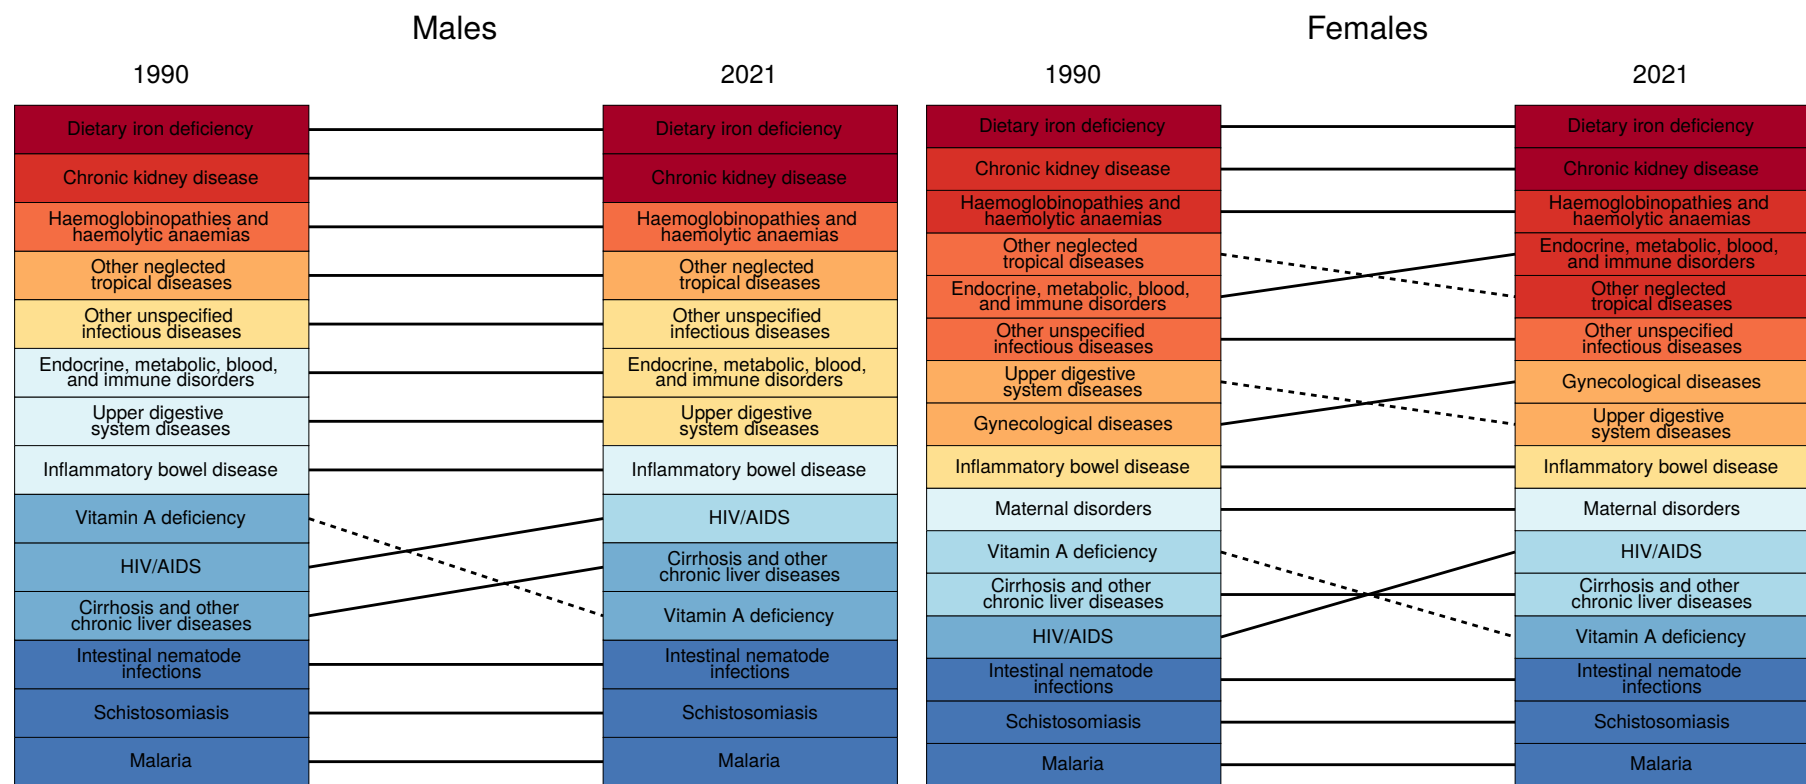 Males
1990
2021
Dietary iron deficiency
Chronic kidney disease
Haemoglobinopathies and
haemolytic anaemias
Other neglected
tropical diseases
Other unspecified
infectious diseases
Endocrine, metabolic, blood,
and immune disorders
Upper digestive
system diseases
Inflammatory bowel disease
Vitamin A deficiency
HIV/AIDS
Cirrhosis and other
chronic liver diseases
Intestinal nematode
infections
Schistosomiasis
Malaria
Dietary iron deficiency
Chronic kidney disease
Haemoglobinopathies and
haemolytic anaemias
Other neglected
tropical diseases
Other unspecified
infectious diseases
Endocrine, metabolic, blood,
and immune disorders
Upper digestive
system diseases
Inflammatory bowel disease
HIV/AIDS
Cirrhosis and other
chronic liver diseases
Vitamin A deficiency
Intestinal nematode
infections
Schistosomiasis
Malaria
Females
1990
2021
Dietary iron deficiency
Chronic kidney disease
Haemoglobinopathies and
haemolytic anaemias
Other neglected
tropical diseases
Endocrine, metabolic, blood,
and immune disorders
Other unspecified
infectious diseases
Upper digestive
system diseases
Gynecological diseases
Inflammatory bowel disease
Maternal disorders
Vitamin A deficiency
Cirrhosis and other
chronic liver diseases
HIV/AIDS
Intestinal nematode
infections
Schistosomiasis
Malaria
Dietary iron deficiency
Chronic kidney disease
Haemoglobinopathies and
haemolytic anaemias
Endocrine, metabolic, blood,
and immune disorders
Other neglected
tropical diseases
Other unspecified
infectious diseases
Gynecological diseases
Upper digestive
system diseases
Inflammatory bowel disease
Maternal disorders
HIV/AIDS
Cirrhosis and other
chronic liver diseases
Vitamin A deficiency
Intestinal nematode
infections
Schistosomiasis
Malaria